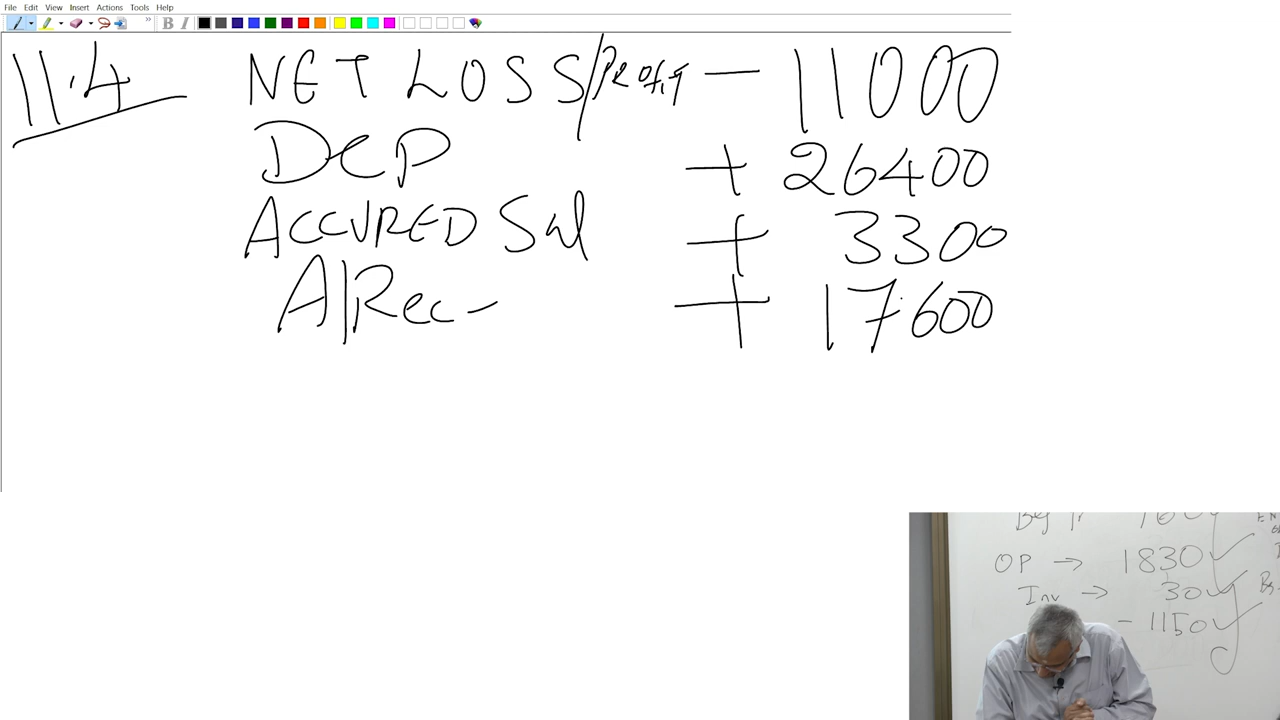 File Edit View Insert Actions Tools Help
B I
11.4 NET LOSS/PROFIT - 11000
DEP + 26400
ACCURED Sal + 3300
A/Rec - + 17600
OP → 1830
Inv → 30
- 1150